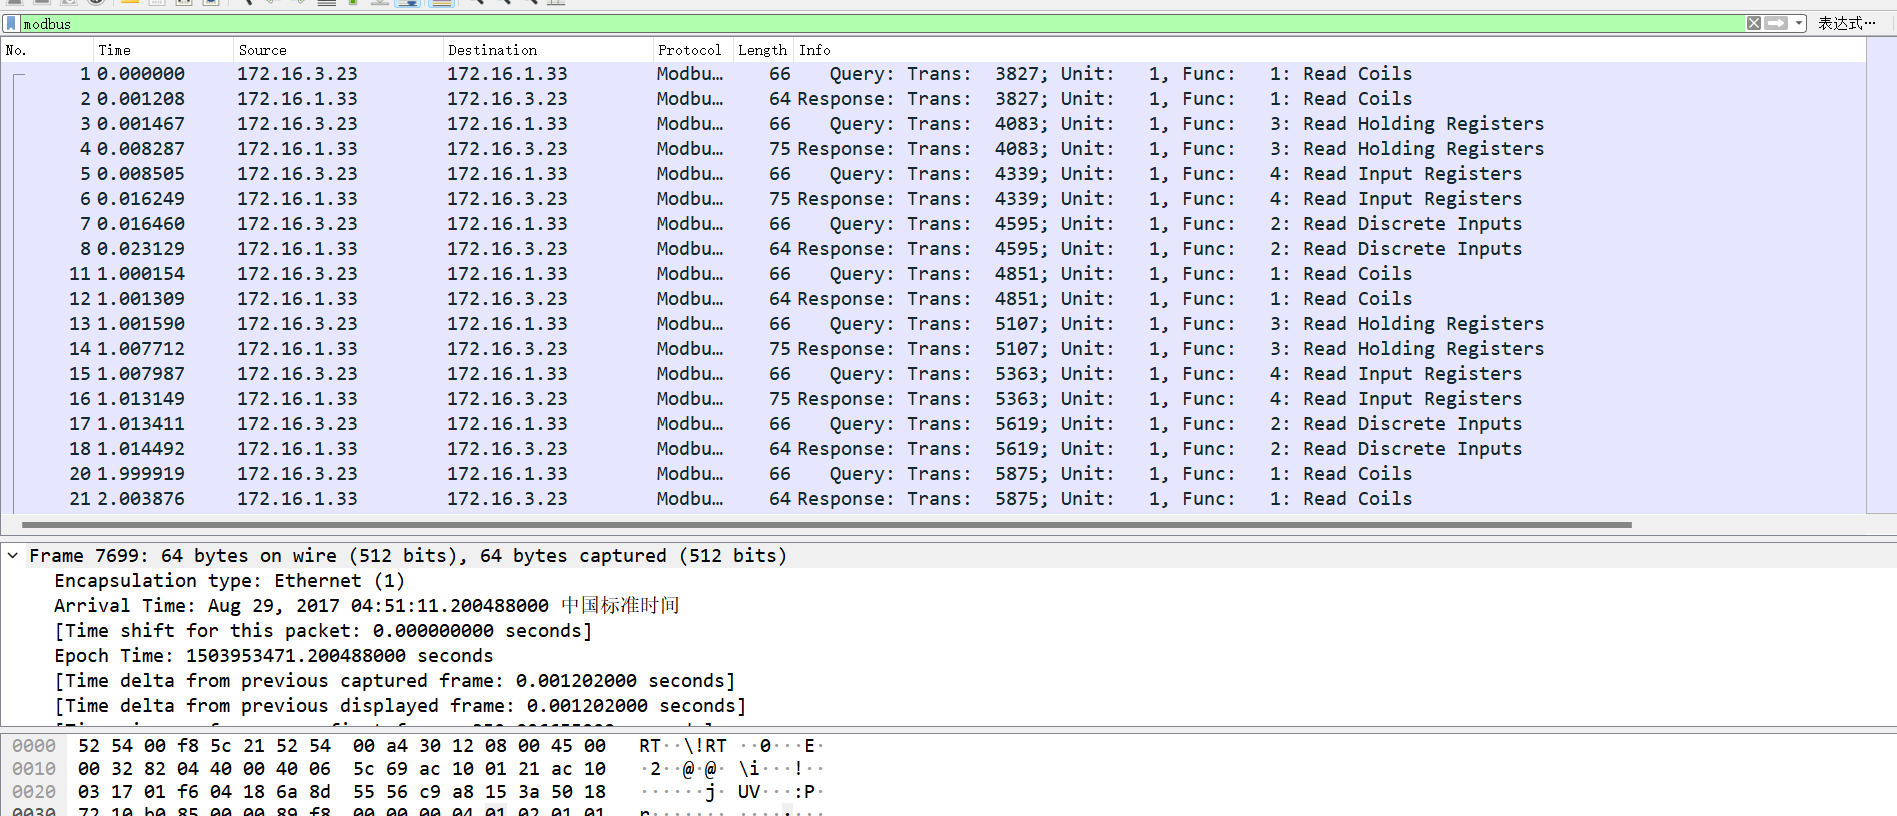 modbus 表达式…
No. Time Source Destination Protocol Length Info
1 0.000000 172.16.3.23 172.16.1.33 Modbu… 66 Query: Trans: 3827; Unit: 1, Func: 1: Read Coils
2 0.001208 172.16.1.33 172.16.3.23 Modbu… 64 Response: Trans: 3827; Unit: 1, Func: 1: Read Coils
3 0.001467 172.16.3.23 172.16.1.33 Modbu… 66 Query: Trans: 4083; Unit: 1, Func: 3: Read Holding Registers
4 0.008287 172.16.1.33 172.16.3.23 Modbu… 75 Response: Trans: 4083; Unit: 1, Func: 3: Read Holding Registers
5 0.008505 172.16.3.23 172.16.1.33 Modbu… 66 Query: Trans: 4339; Unit: 1, Func: 4: Read Input Registers
6 0.016249 172.16.1.33 172.16.3.23 Modbu… 75 Response: Trans: 4339; Unit: 1, Func: 4: Read Input Registers
7 0.016460 172.16.3.23 172.16.1.33 Modbu… 66 Query: Trans: 4595; Unit: 1, Func: 2: Read Discrete Inputs
8 0.023129 172.16.1.33 172.16.3.23 Modbu… 64 Response: Trans: 4595; Unit: 1, Func: 2: Read Discrete Inputs
11 1.000154 172.16.3.23 172.16.1.33 Modbu… 66 Query: Trans: 4851; Unit: 1, Func: 1: Read Coils
12 1.001309 172.16.1.33 172.16.3.23 Modbu… 64 Response: Trans: 4851; Unit: 1, Func: 1: Read Coils
13 1.001590 172.16.3.23 172.16.1.33 Modbu… 66 Query: Trans: 5107; Unit: 1, Func: 3: Read Holding Registers
14 1.007712 172.16.1.33 172.16.3.23 Modbu… 75 Response: Trans: 5107; Unit: 1, Func: 3: Read Holding Registers
15 1.007987 172.16.3.23 172.16.1.33 Modbu… 66 Query: Trans: 5363; Unit: 1, Func: 4: Read Input Registers
16 1.013149 172.16.1.33 172.16.3.23 Modbu… 75 Response: Trans: 5363; Unit: 1, Func: 4: Read Input Registers
17 1.013411 172.16.3.23 172.16.1.33 Modbu… 66 Query: Trans: 5619; Unit: 1, Func: 2: Read Discrete Inputs
18 1.014492 172.16.1.33 172.16.3.23 Modbu… 64 Response: Trans: 5619; Unit: 1, Func: 2: Read Discrete Inputs
20 1.999919 172.16.3.23 172.16.1.33 Modbu… 66 Query: Trans: 5875; Unit: 1, Func: 1: Read Coils
21 2.003876 172.16.1.33 172.16.3.23 Modbu… 64 Response: Trans: 5875; Unit: 1, Func: 1: Read Coils
Frame 7699: 64 bytes on wire (512 bits), 64 bytes captured (512 bits)
Encapsulation type: Ethernet (1)
Arrival Time: Aug 29, 2017 04:51:11.200488000 中国标准时间
[Time shift for this packet: 0.000000000 seconds]
Epoch Time: 1503953471.200488000 seconds
[Time delta from previous captured frame: 0.001202000 seconds]
[Time delta from previous displayed frame: 0.001202000 seconds]
0000 52 54 00 f8 5c 21 52 54 00 a4 30 12 08 00 45 00 RT··\!RT ··0···E·
0010 00 32 82 04 40 00 40 06 5c 69 ac 10 01 21 ac 10 ·2··@·@· \i···!··
0020 03 17 01 f6 04 18 6a 8d 55 56 c9 a8 15 3a 50 18 ······j· UV···:P·
0030 72 10 b0 85 00 00 89 f8 00 00 00 04 01 02 01 01 r······· ········